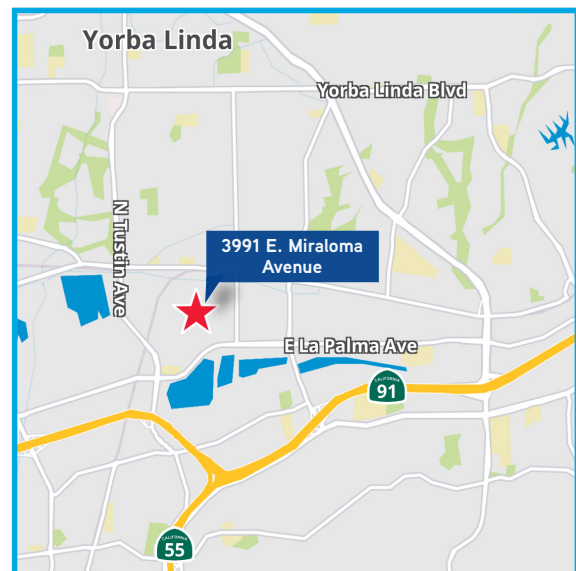 Yorba Linda
Yorba Linda Blvd
N Tustin Ave
3991 E. Miraloma
Avenue
E La Palma Ave
CALIFORNIA
91
CALIFORNIA
55